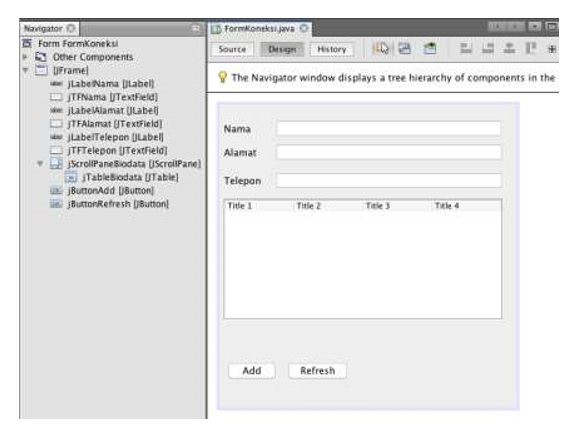 Navigator
Form FormKoneksi
Other Components
[JFrame]
jLabelNama [JLabel]
jTFNama [JTextField]
jLabelAlamat [JLabel]
jTFAlamat [JTextField]
jLabelTelepon [JLabel]
jTFTelepon [JTextField]
jScrollPaneBiodata [JScrollPane]
jTableBiodata [JTable]
jButtonAdd [JButton]
jButtonRefresh [JButton]
FormKoneksi.java
Source Design History
The Navigator window displays a tree hierarchy of components in the
Nama
Alamat
Telepon
Title 1 Title 2 Title 3 Title 4
Add Refresh